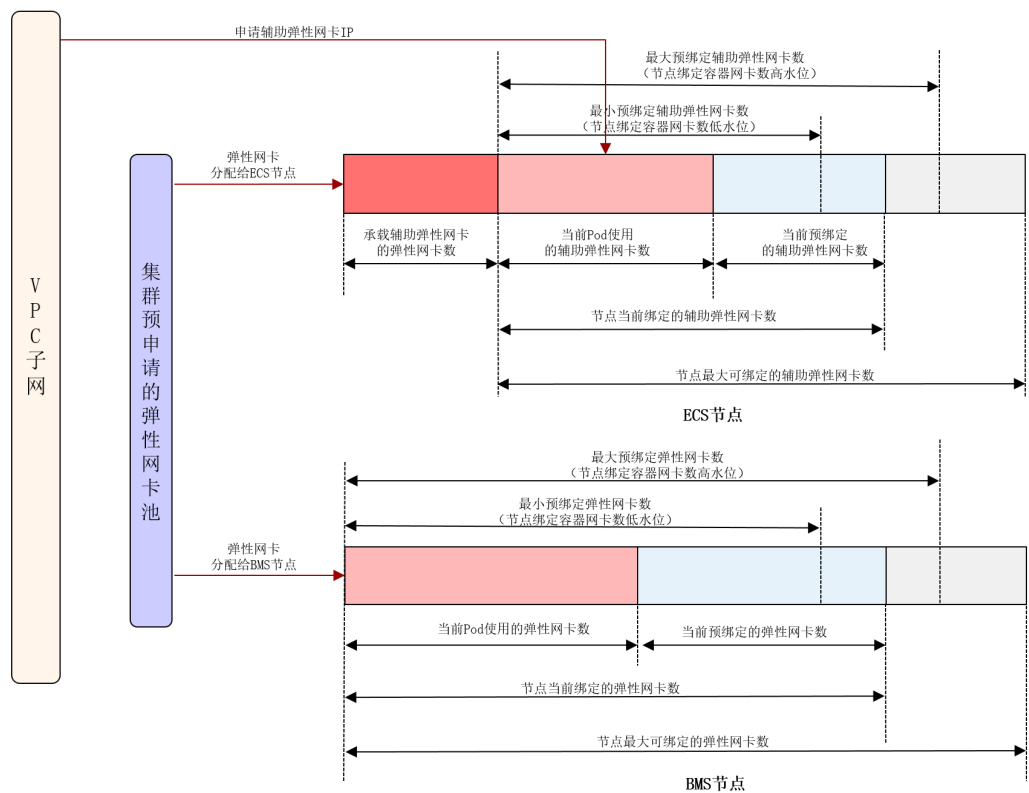 申请辅助弹性网卡IP
最大预绑定辅助弹性网卡数
（节点绑定容器网卡数高水位）
最小预绑定辅助弹性网卡数
（节点绑定容器网卡数低水位）
弹性网卡
分配给ECS节点
承载辅助弹性网卡
的弹性网卡数
当前Pod使用
的辅助弹性网卡数
当前预绑定
的辅助弹性网卡数
节点当前绑定的辅助弹性网卡数
节点最大可绑定的辅助弹性网卡数
ECS节点
VPC子网
集群预申请的弹性网卡池
最大预绑定弹性网卡数
（节点绑定容器网卡数高水位）
最小预绑定弹性网卡数
（节点绑定容器网卡数低水位）
弹性网卡
分配给BMS节点
当前Pod使用的弹性网卡数
当前预绑定的弹性网卡数
节点当前绑定的弹性网卡数
节点最大可绑定的弹性网卡数
BMS节点